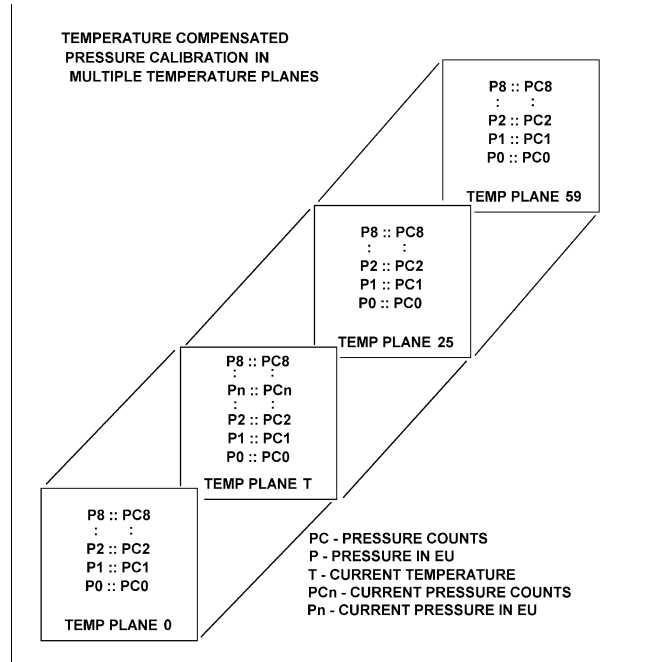 TEMPERATURE COMPENSATED
PRESSURE CALIBRATION IN
MULTIPLE TEMPERATURE PLANES
P8 :: PC8
: :
P2 :: PC2
P1 :: PC1
P0 :: PC0
TEMP PLANE 59
P8 :: PC8
: :
P2 :: PC2
P1 :: PC1
P0 :: PC0
TEMP PLANE 25
P8 :: PC8
: :
Pn :: PCn
: :
P2 :: PC2
P1 :: PC1
P0 :: PC0
TEMP PLANE T
P8 :: PC8
: :
P2 :: PC2
P1 :: PC1
P0 :: PC0
TEMP PLANE 0
PC - PRESSURE COUNTS
P - PRESSURE IN EU
T - CURRENT TEMPERATURE
PCn - CURRENT PRESSURE COUNTS
Pn - CURRENT PRESSURE IN EU